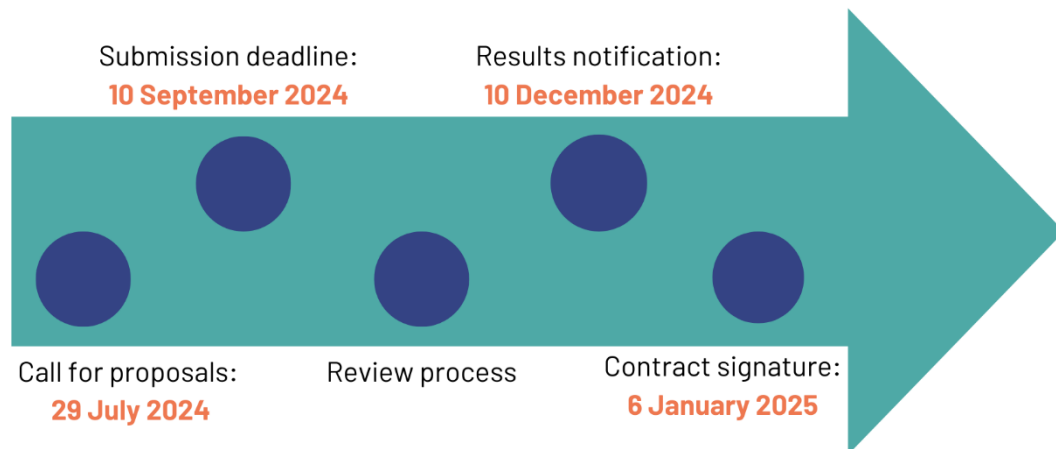 Submission deadline:
10 September 2024
Results notification:
10 December 2024
Call for proposals:
29 July 2024
Review process
Contract signature:
6 January 2025